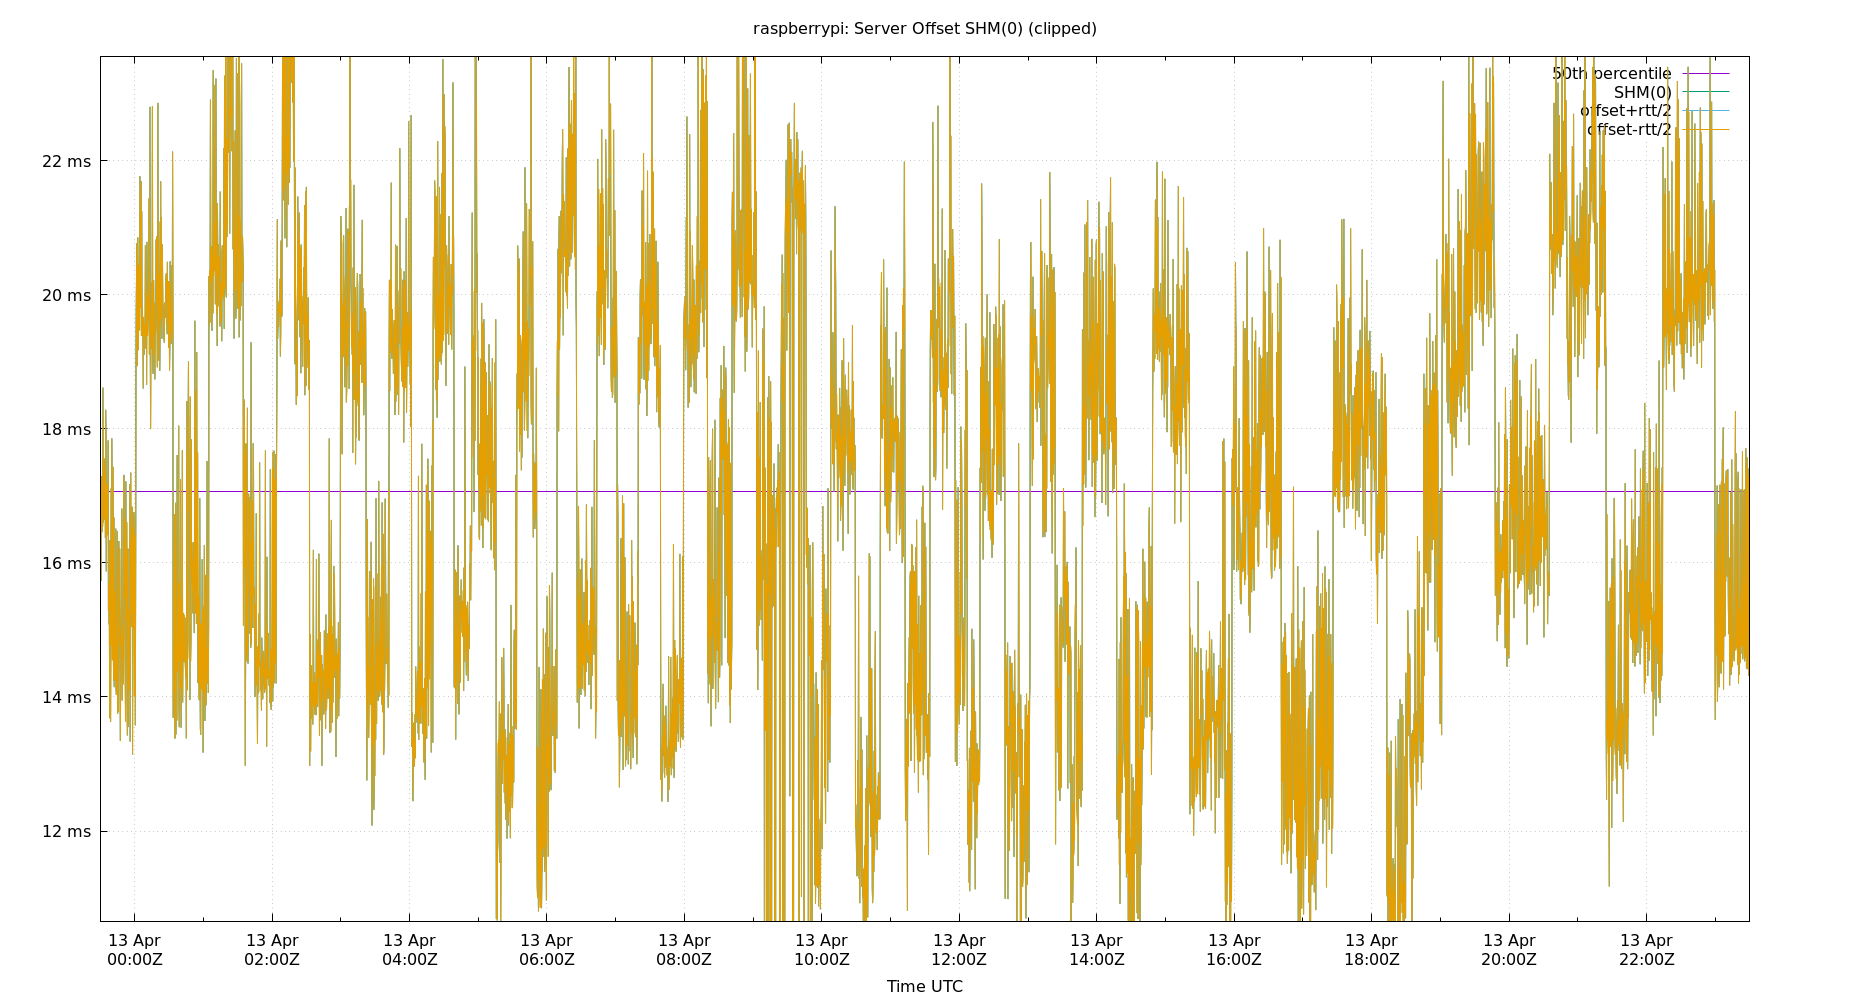 raspberrypi: Server Offset SHM(0) (clipped)
50th percentile
SHM(0)
offset+rtt/2
offset-rtt/2
22 ms
20 ms
18 ms
16 ms
14 ms
12 ms
13 Apr 13 Apr 13 Apr 13 Apr 13 Apr 13 Apr 13 Apr 13 Apr 13 Apr 13 Apr 13 Apr 13 Apr
00:00Z 02:00Z 04:00Z 06:00Z 08:00Z 10:00Z 12:00Z 14:00Z 16:00Z 18:00Z 20:00Z 22:00Z
Time UTC